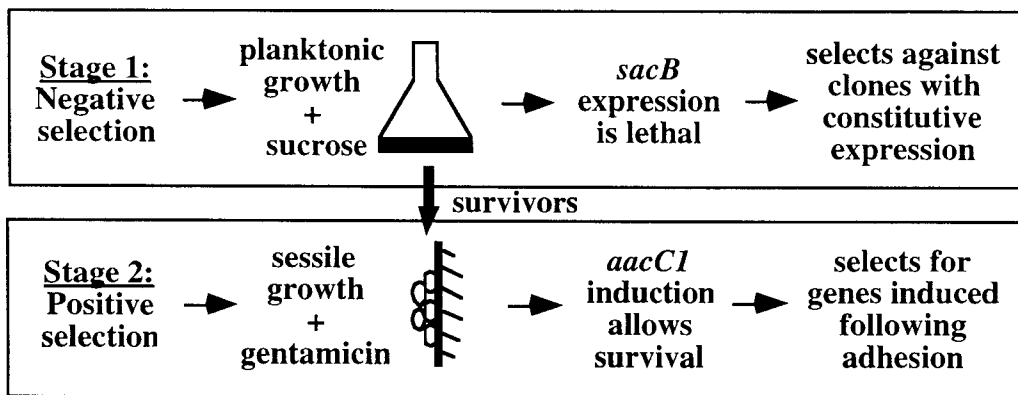 Stage 1:
Negative
selection
planktonic
growth
+
sucrose
sacB
expression
is lethal
selects against
clones with
constitutive
expression
survivors
Stage 2:
Positive
selection
sessile
growth
+
gentamicin
aacC1
induction
allows
survival
selects for
genes induced
following
adhesion